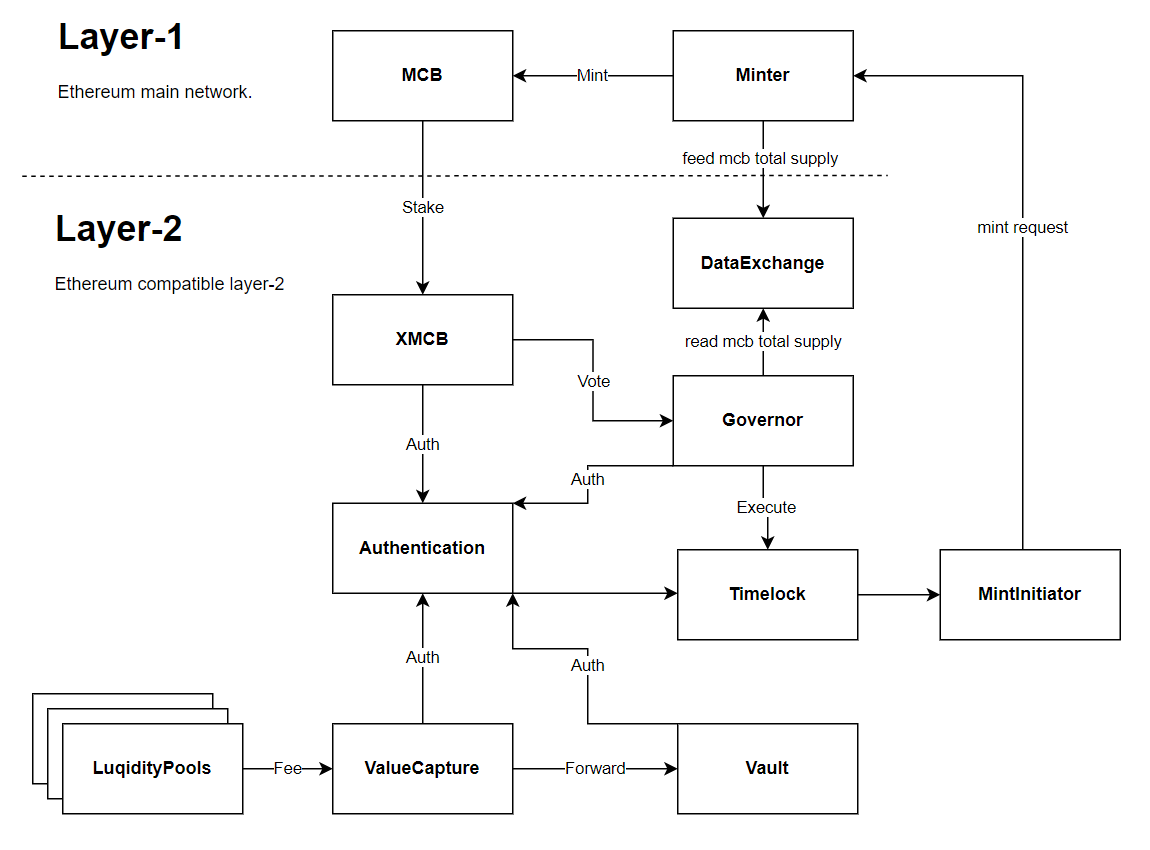 Layer-1
Ethereum main network.
MCB
Mint
Minter
feed mcb total supply
Layer-2
Ethereum compatible layer-2
Stake
DataExchange
mint request
XMCB
read mcb total supply
Vote
Governor
Auth
Auth
Execute
Authentication
Timelock
MintInitiator
Auth
Auth
LuqidityPools
Fee
ValueCapture
Forward
Vault